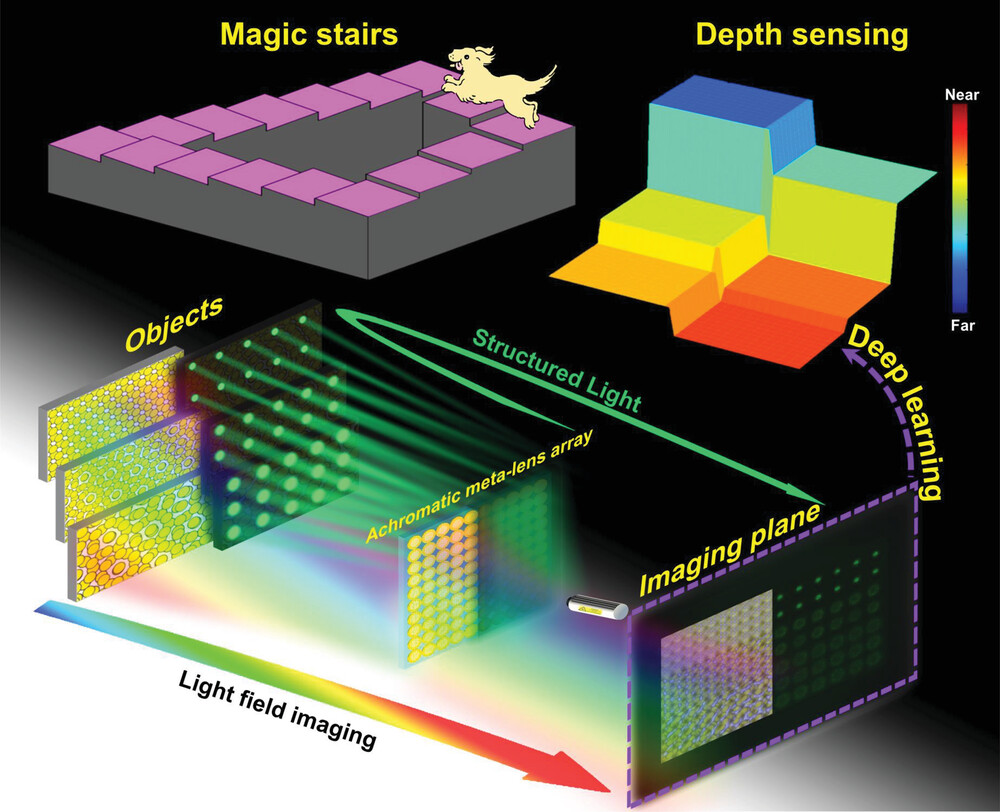 Magic stairs
Depth sensing
Near
Far
Objects
Structured Light
Deep learning
Achromatic meta-lens array
Imaging plane
Light field imaging